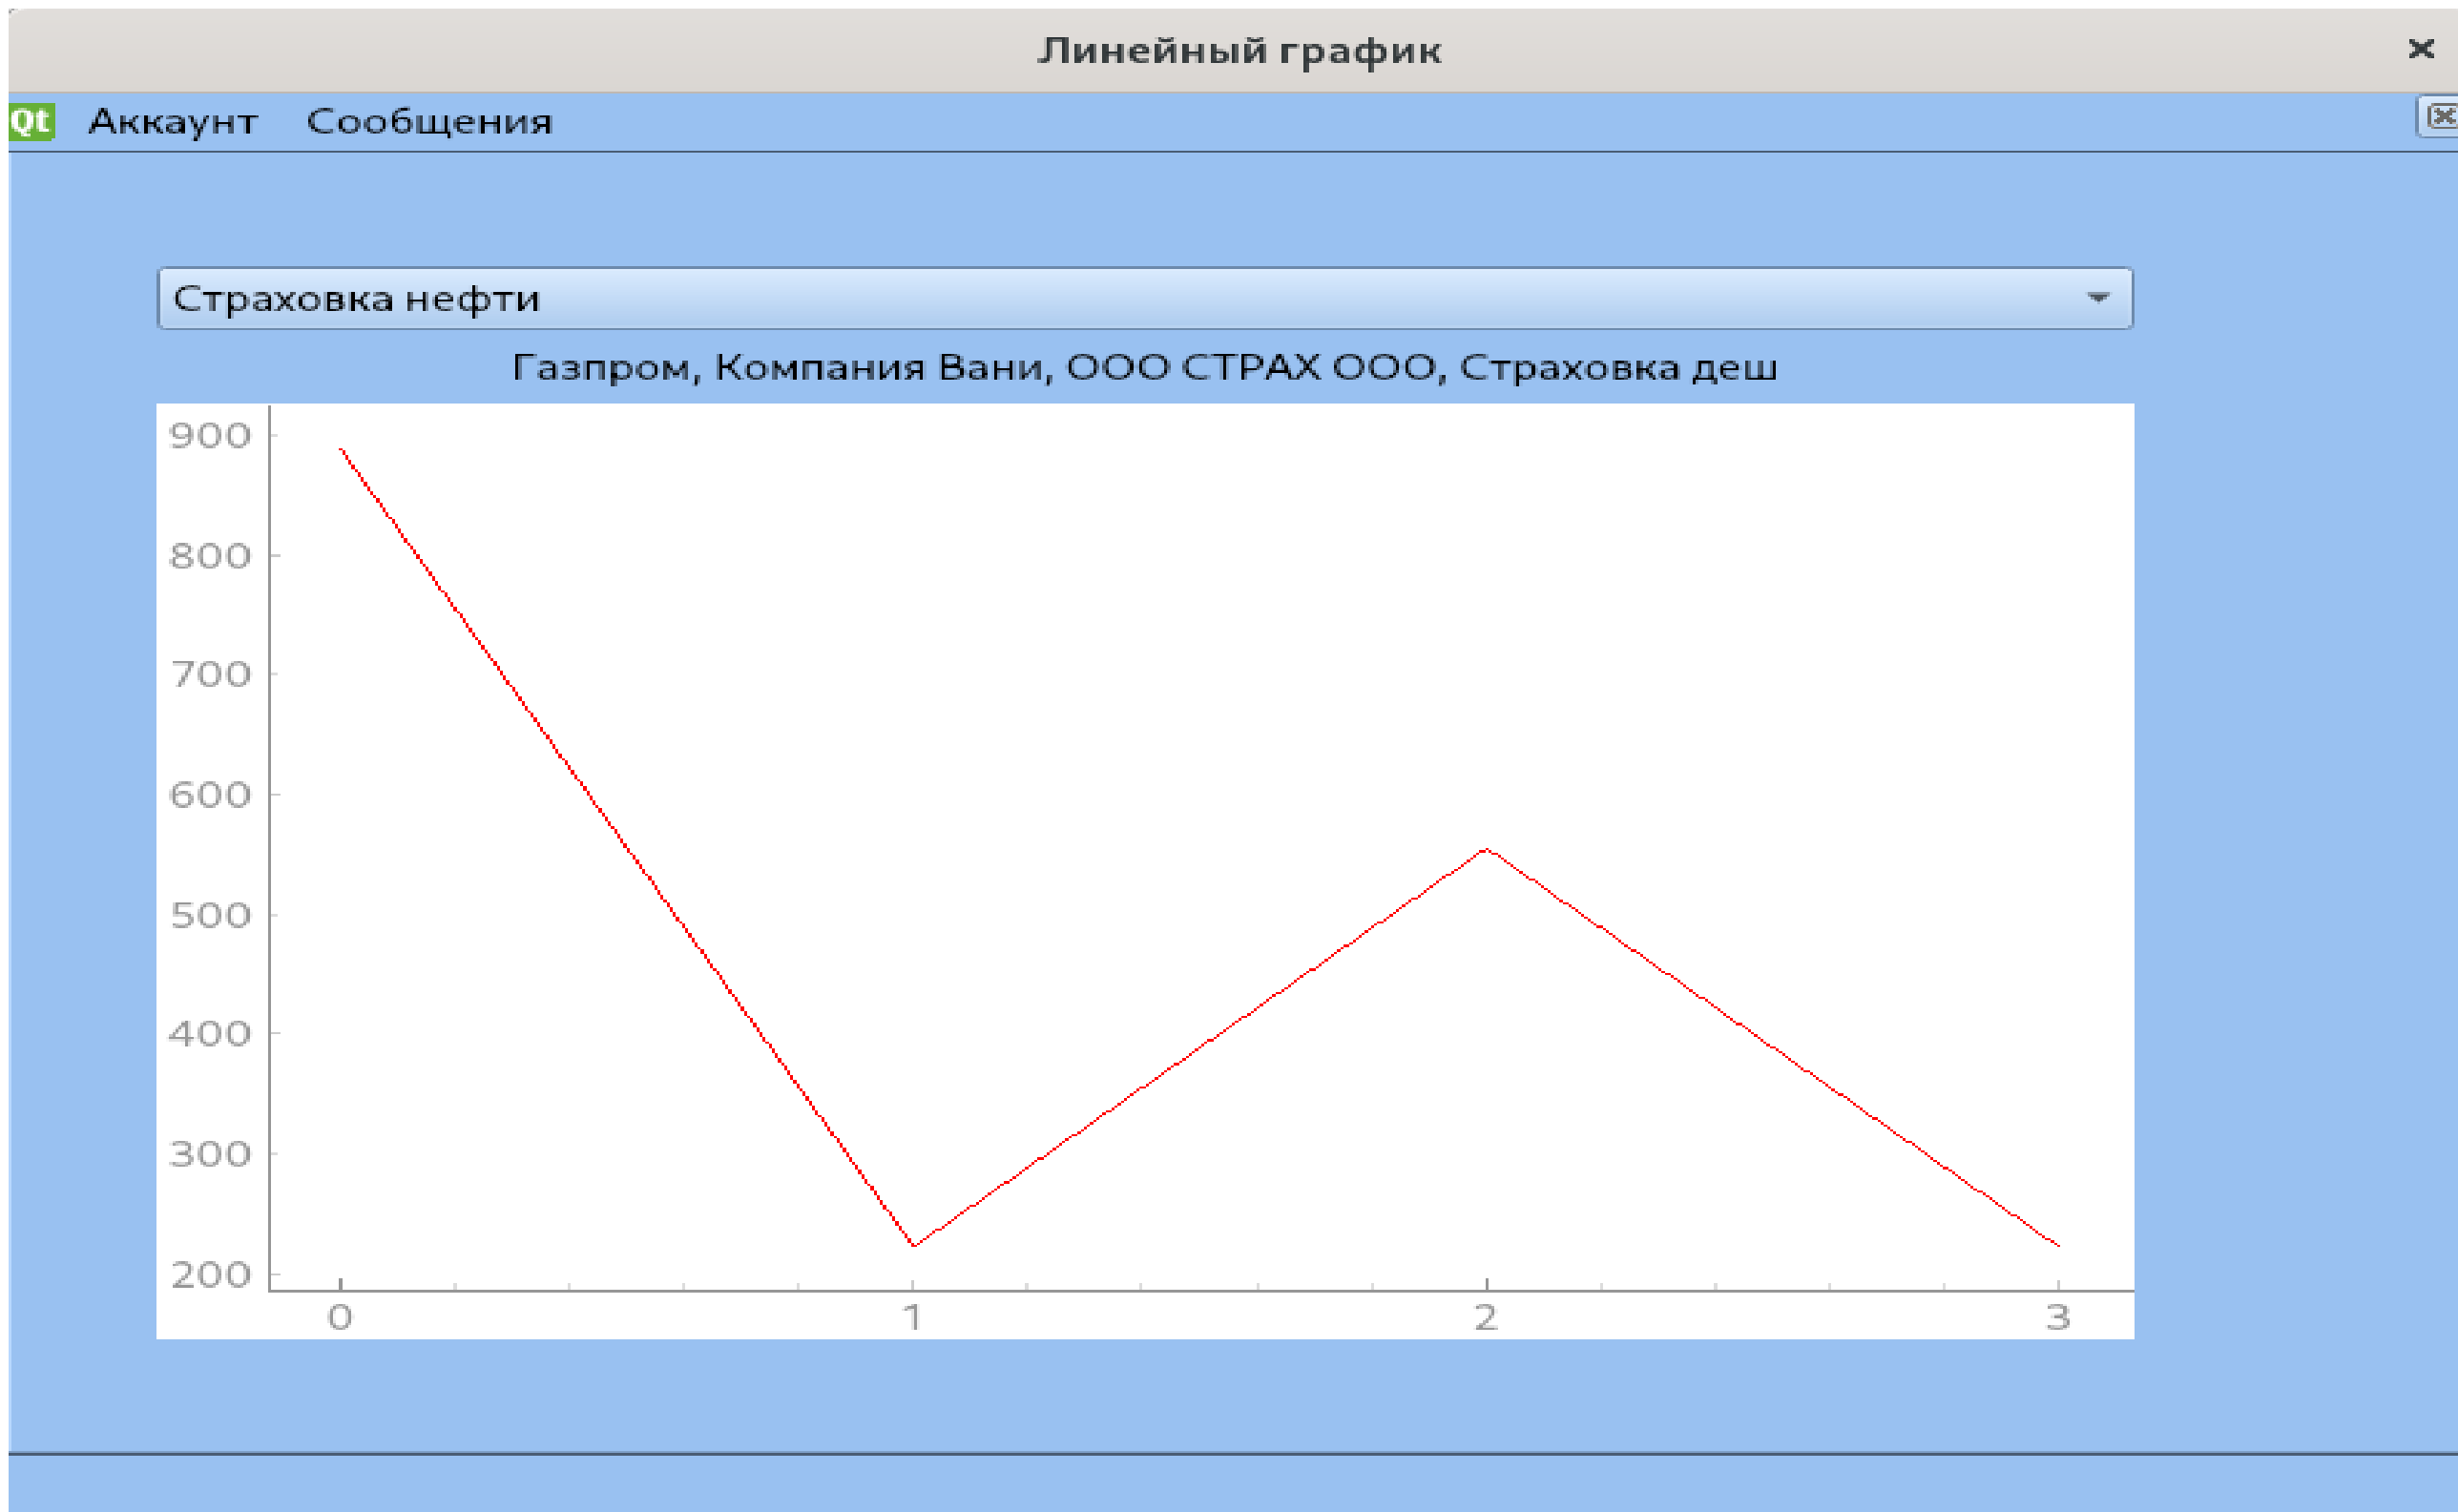 Линейный график
Qt Аккаунт Сообщения
Страховка нефти
Газпром, Компания Вани, ООО СТРАХ ООО, Страховка деш
900
800
700
600
500
400
300
200
0 1 2 3